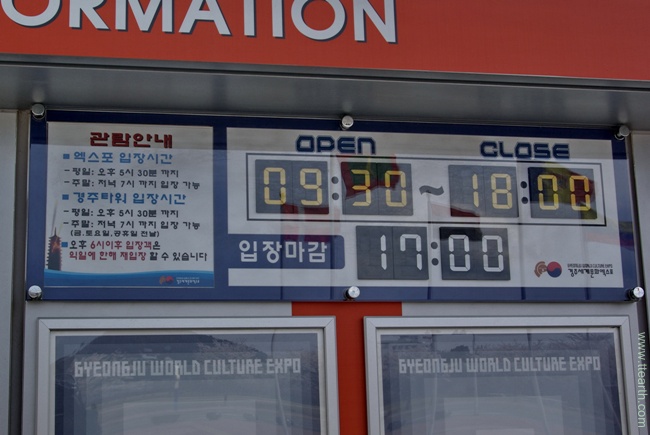 ORMATION
관람안내
■ 엑스포 입장시간
- 평일: 오후 5시 30분 까지
- 주말: 저녁 7시 까지 입장 가능
■ 경주타워 입장시간
- 평일: 오후 5시 30분 까지
- 주말: 저녁 7시 까지 입장 가능
(금.토요일, 공휴일 전날)
■ 오후 6시이후 입장객은
익일에 한해 재입장 할 수 있습니다
OPEN CLOSE
09:30 ~ 18:00
입장마감 17:00
GYEONGJU WORLD CULTURE EXPO
경주세계문화엑스포
GYEONGJU WORLD CULTURE EXPO
GYEONGJU WORLD CULTURE EXPO
www.ttearth.com